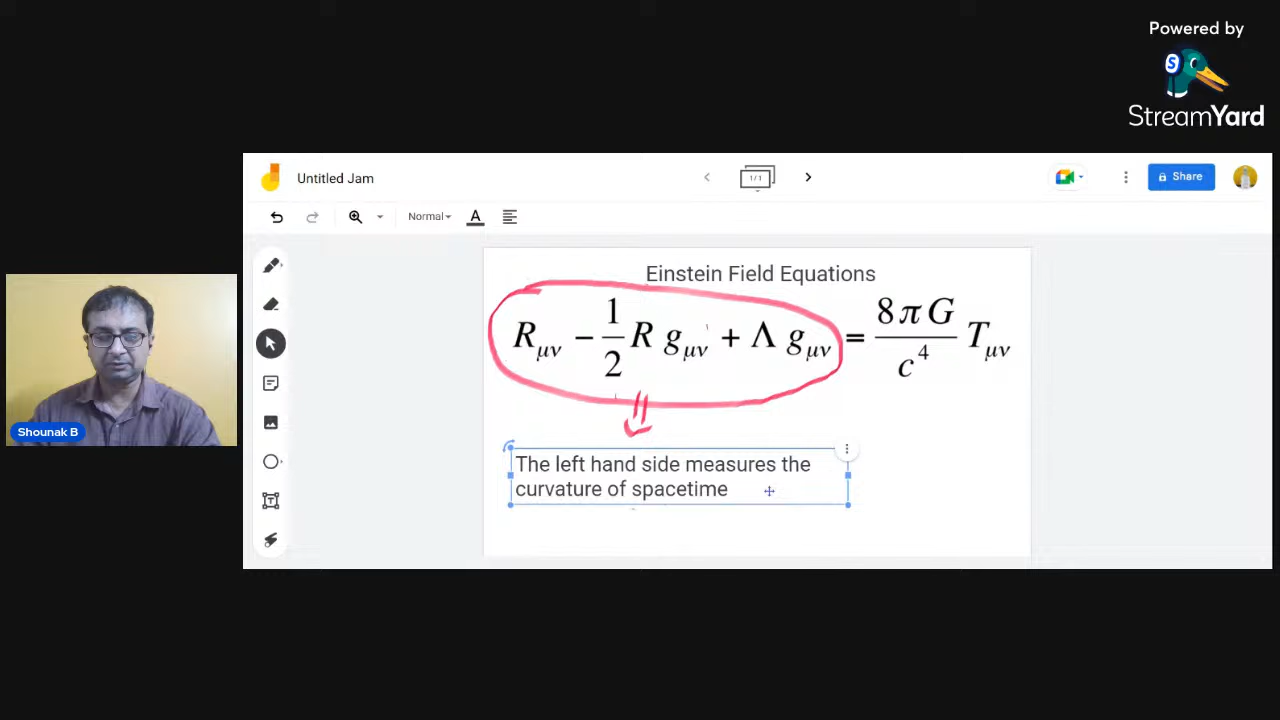 Powered by
S
StreamYard
Untitled Jam
1/1
Share
Normal
A
Einstein Field Equations
R_μν − 1/2 R g_μν + Λ g_μν = 8πG/c⁴ T_μν
The left hand side measures the
curvature of spacetime
T
Shounak B